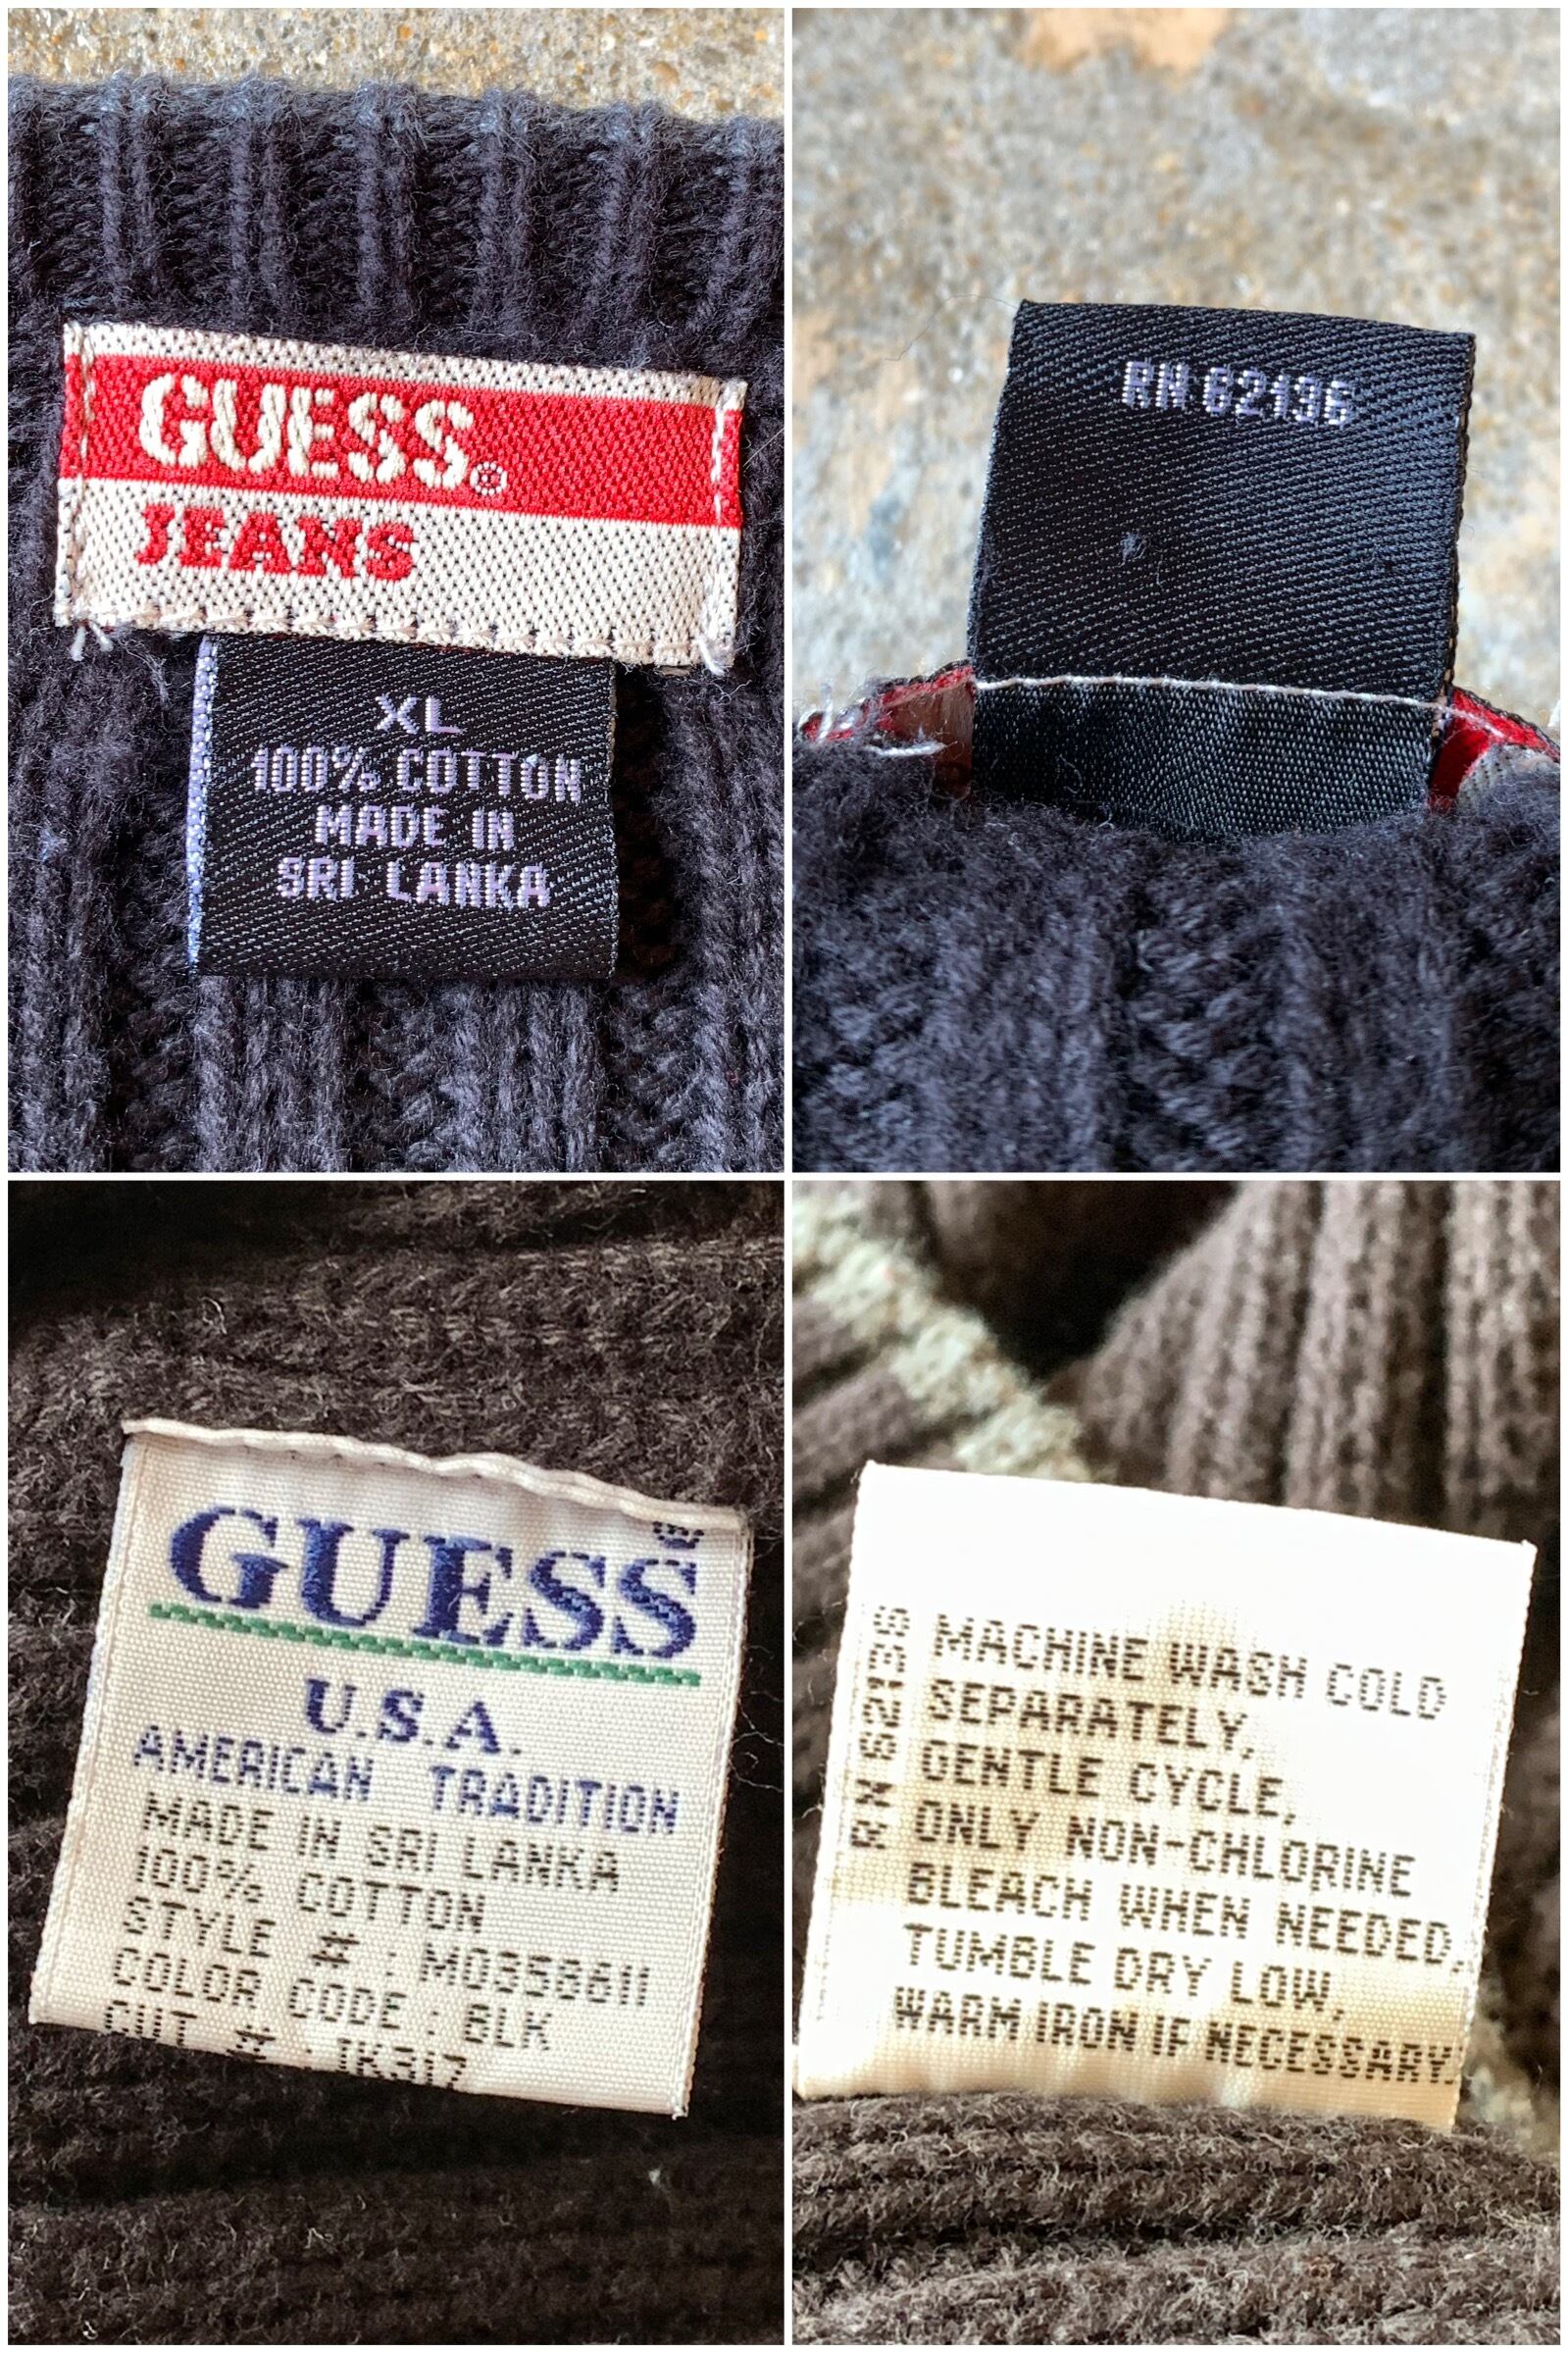 GUESS®
JEANS
XL
100% COTTON
MADE IN
SRI LANKA
RN 62136
GUESS®
U.S.A.
AMERICAN TRADITION
MADE IN SRI LANKA
100% COTTON
STYLE # : M0358611
COLOR CODE : BLK
CUT # : 1K317
RN 62136
MACHINE WASH COLD
SEPARATELY,
GENTLE CYCLE,
ONLY NON-CHLORINE
BLEACH WHEN NEEDED,
TUMBLE DRY LOW,
WARM IRON IF NECESSARY.